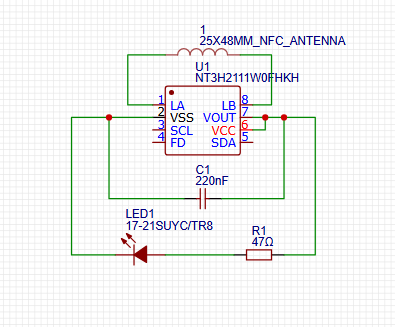 1
25X48MM_NFC_ANTENNA
U1
NT3H2111W0FHKH
1 LA LB 8
2 VSS VOUT 7
3 SCL VCC 6
4 FD SDA 5
C1
220nF
LED1
17-21SUYC/TR8
R1
47Ω